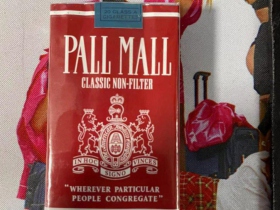 PALL MALL
CLASSIC NON-FILTER
IN HOC
SIGNO
VINCES
"WHEREVER PARTICULAR
PEOPLE CONGREGATE"